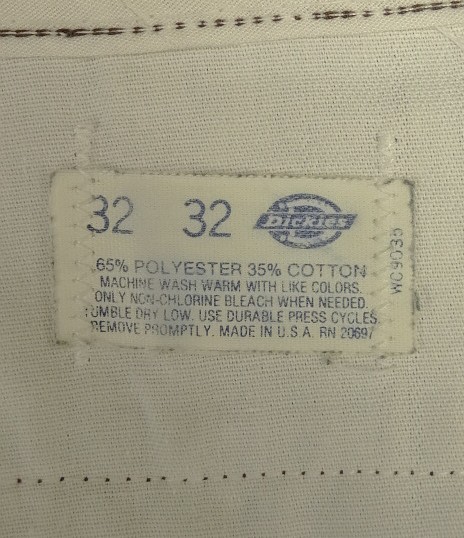 32 32 Dickies
65% POLYESTER 35% COTTON
MACHINE WASH WARM WITH LIKE COLORS.
ONLY NON-CHLORINE BLEACH WHEN NEEDED.
TUMBLE DRY LOW. USE DURABLE PRESS CYCLES.
REMOVE PROMPTLY. MADE IN U.S.A. RN 20697
WC9035